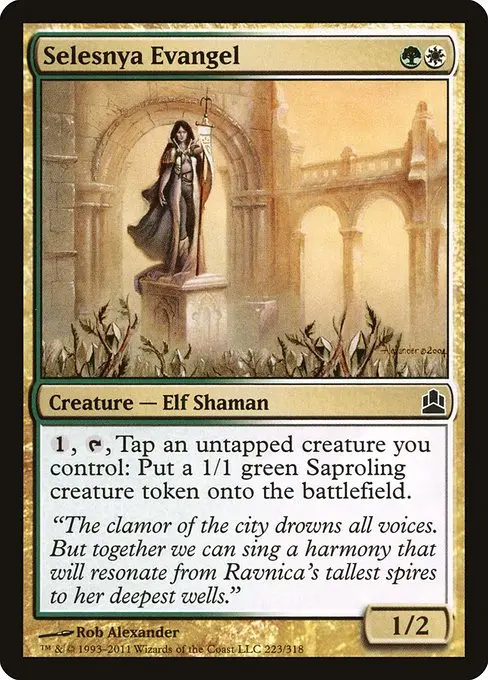 Selesnya Evangel
Alexander ©2004
Creature — Elf Shaman
1, , Tap an untapped creature you
control: Put a 1/1 green Saproling
creature token onto the battlefield.
“The clamor of the city drowns all voices.
But together we can sing a harmony that
will resonate from Ravnica’s tallest spires
to her deepest wells.”
1/2
Rob Alexander
™ & © 1993–2011 Wizards of the Coast LLC 223/318